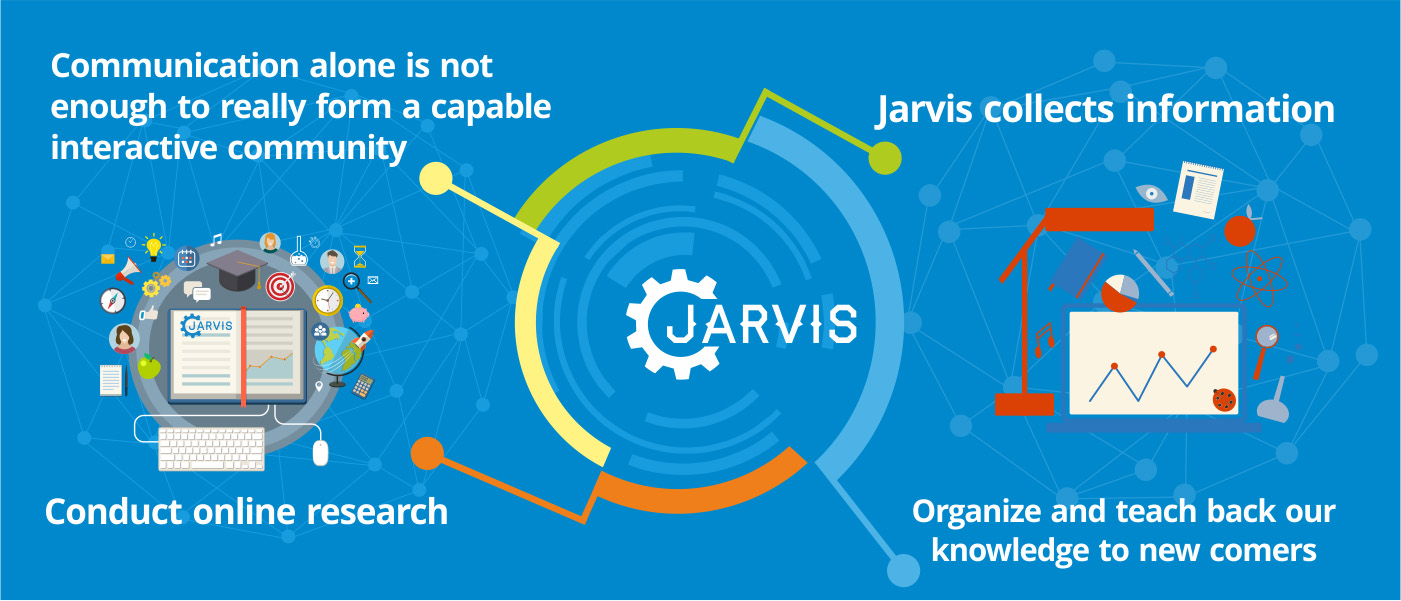 Communication alone is not
enough to really form a capable
interactive community
Jarvis collects information
JARVIS
JARVIS
Conduct online research
Organize and teach back our
knowledge to new comers